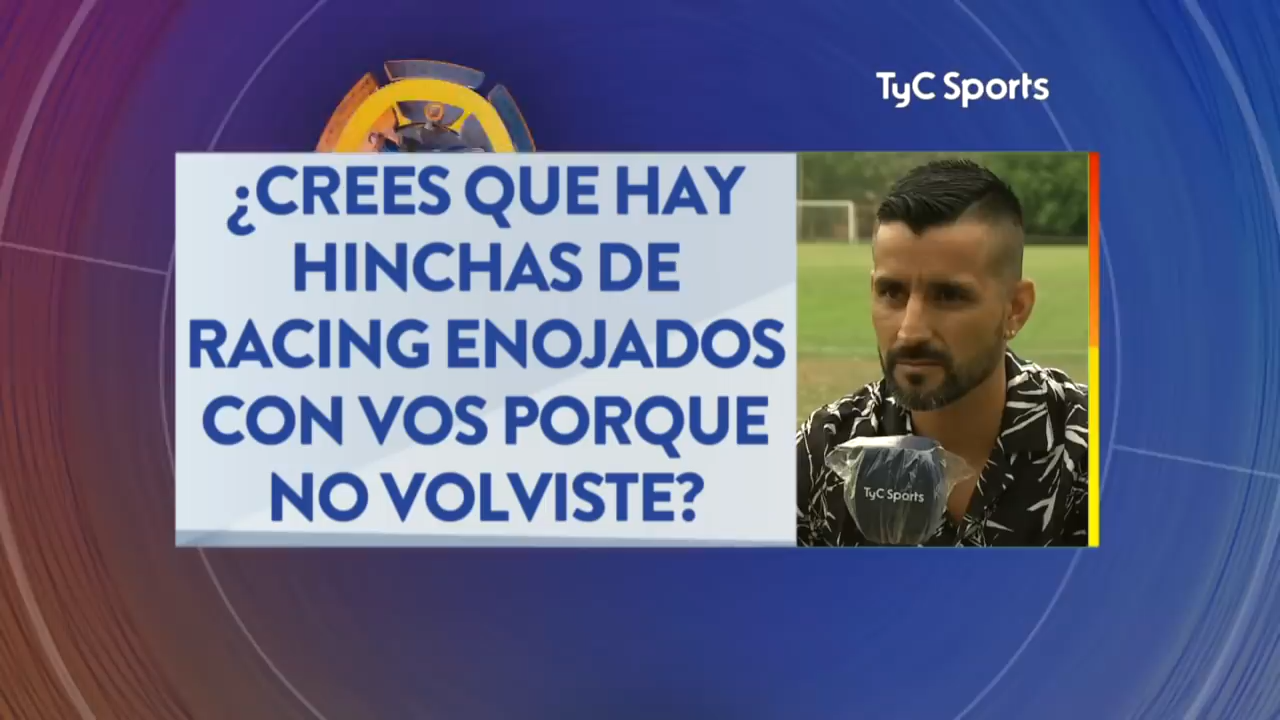 TyC Sports
¿CREES QUE HAY
HINCHAS DE
RACING ENOJADOS
CON VOS PORQUE
NO VOLVISTE?
TyC Sports